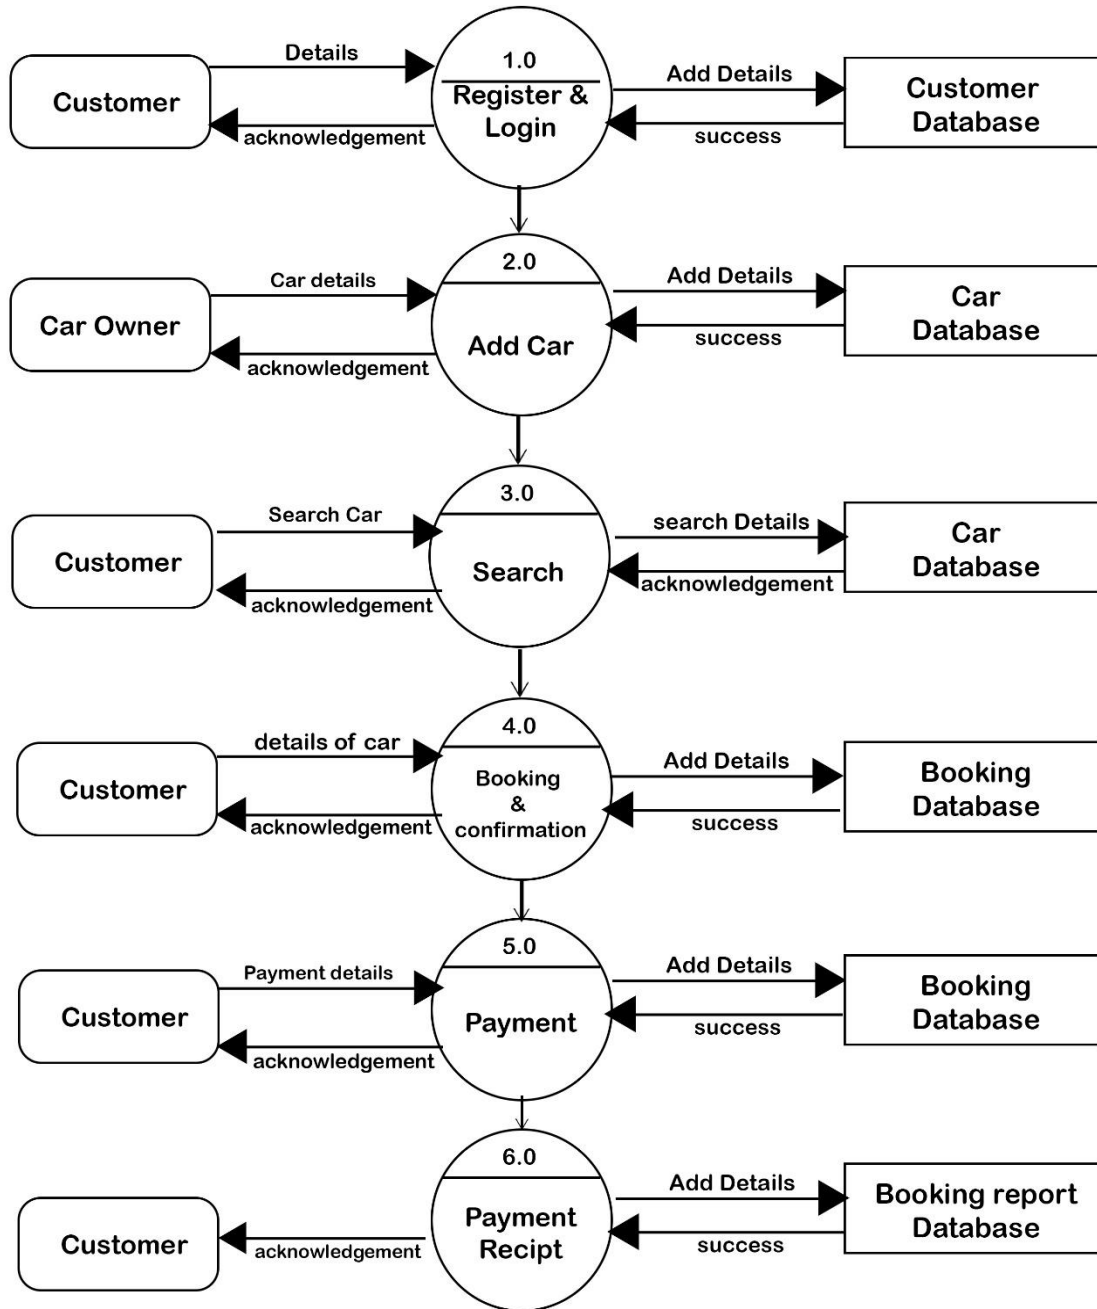 Details
1.0
Add Details
Customer
Register &
Login
Customer
Database
acknowledgement
success
2.0
Car details
Add Details
Car Owner
Add Car
Car
Database
acknowledgement
success
3.0
Search Car
search Details
Customer
Search
Car
Database
acknowledgement
acknowledgement
4.0
details of car
Add Details
Customer
Booking
&
confirmation
Booking
Database
acknowledgement
success
5.0
Payment details
Add Details
Customer
Payment
Booking
Database
acknowledgement
success
6.0
Add Details
Customer
Payment
Recipt
Booking report
Database
acknowledgement
success